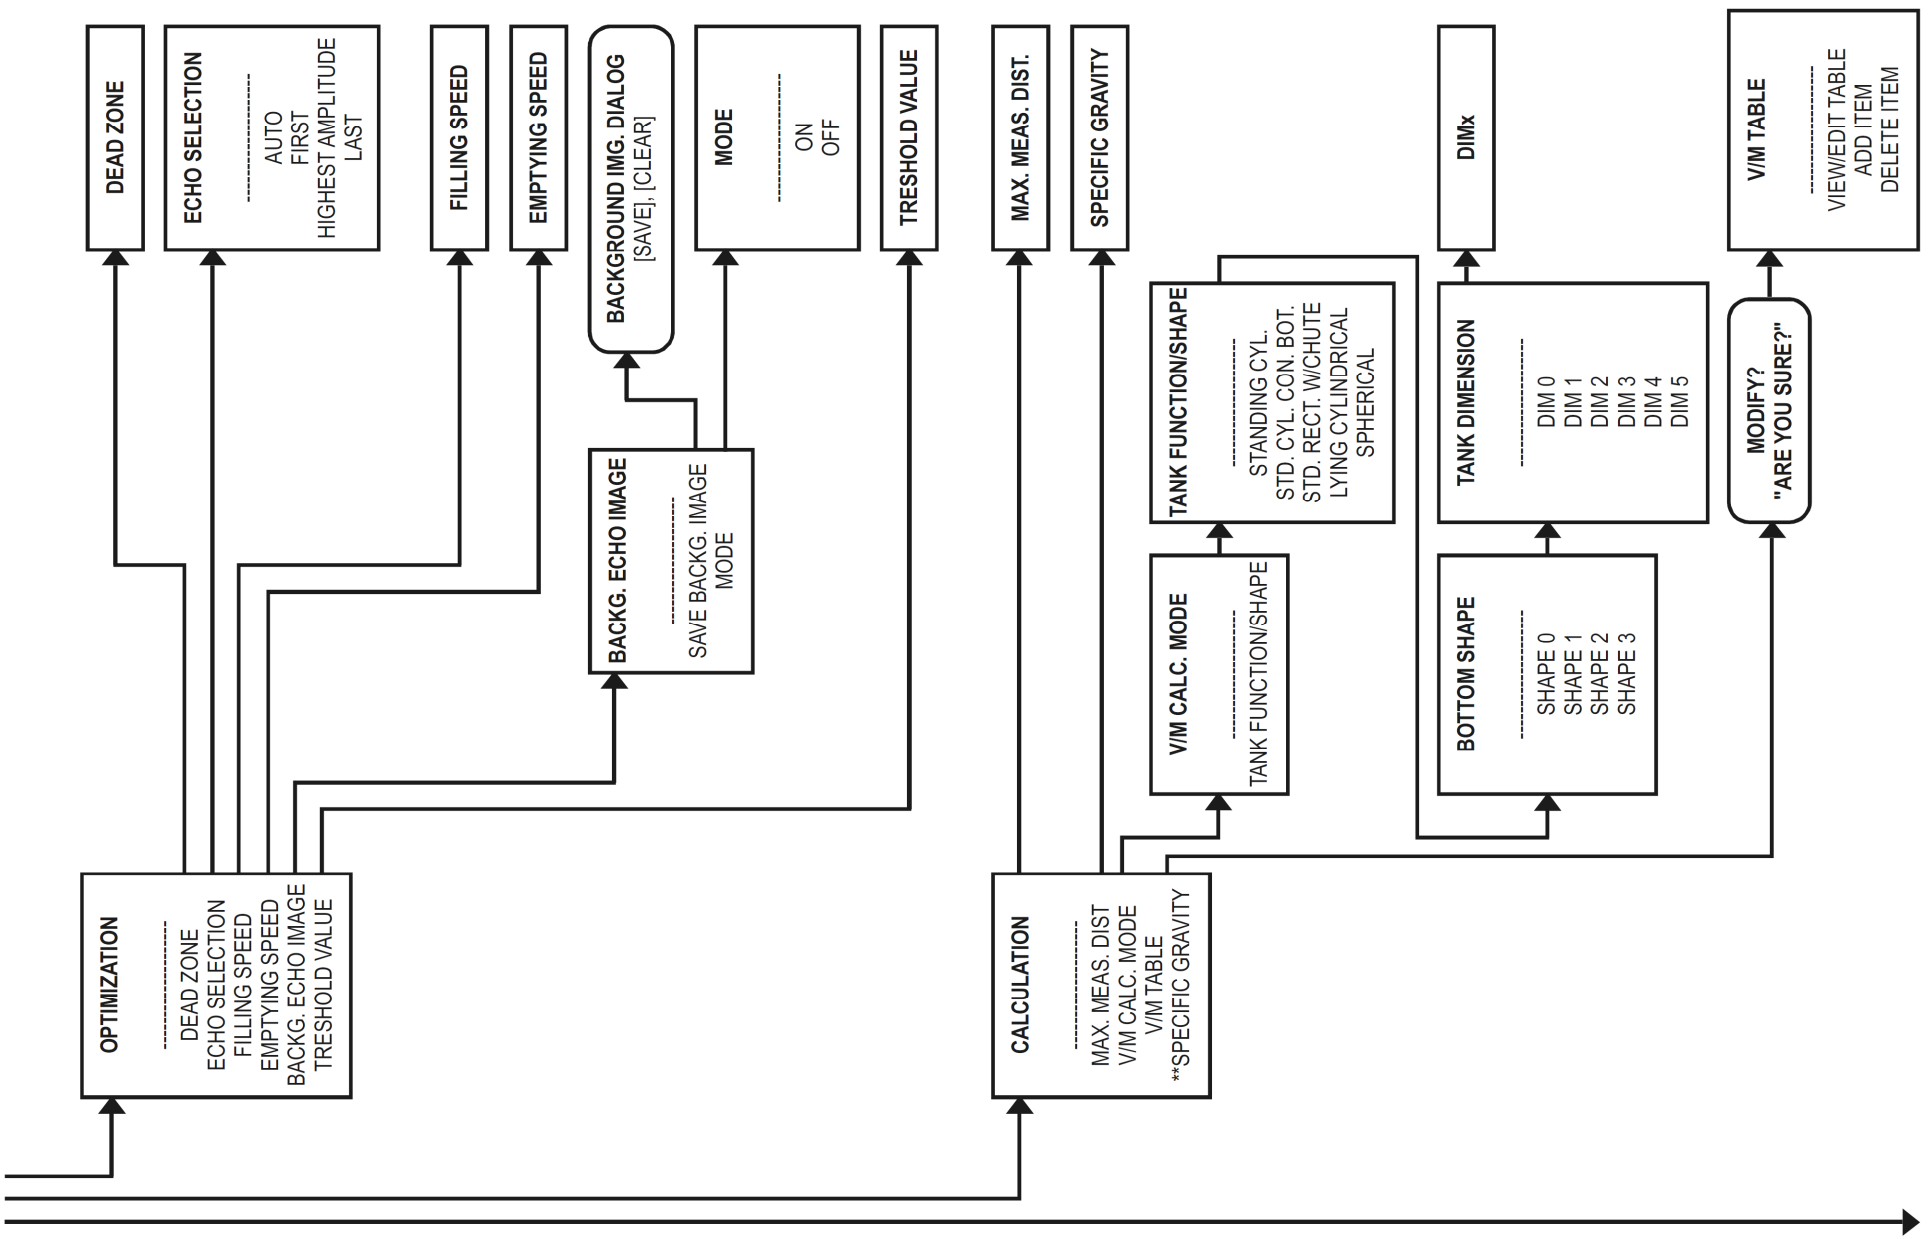 OPTIMIZATION
DEAD ZONE
ECHO SELECTION
FILLING SPEED
EMPTYING SPEED
BACKG. ECHO IMAGE
TRESHOLD VALUE
DEAD ZONE
ECHO SELECTION
AUTO
FIRST
HIGHEST AMPLITUDE
LAST
FILLING SPEED
EMPTYING SPEED
BACKG. ECHO IMAGE
SAVE BACKG. IMAGE
MODE
BACKGROUND IMG. DIALOG
[SAVE], [CLEAR]
MODE
ON
OFF
TRESHOLD VALUE
CALCULATION
MAX. MEAS. DIST
V/M CALC. MODE
V/M TABLE
**SPECIFIC GRAVITY
MAX. MEAS. DIST.
SPECIFIC GRAVITY
V/M CALC. MODE
TANK FUNCTION/SHAPE
TANK FUNCTION/SHAPE
STANDING CYL.
STD. CYL. CON. BOT.
STD. RECT. W/CHUTE
LYING CYLINDRICAL
SPHERICAL
BOTTOM SHAPE
SHAPE 0
SHAPE 1
SHAPE 2
SHAPE 3
TANK DIMENSION
DIM 0
DIM 1
DIM 2
DIM 3
DIM 4
DIM 5
DIMx
MODIFY?
"ARE YOU SURE?"
V/M TABLE
VIEW/EDIT TABLE
ADD ITEM
DELETE ITEM